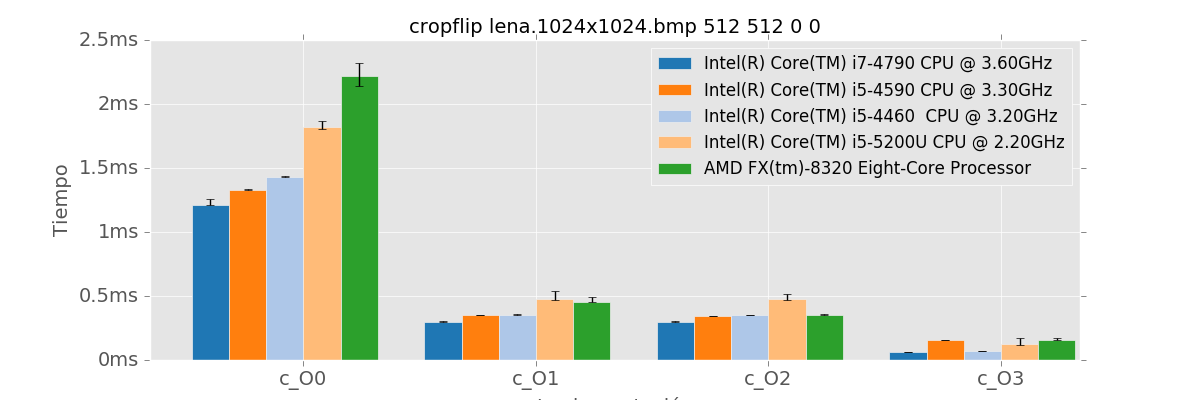 cropflip lena.1024x1024.bmp 512 512 0 0
2.5ms
2ms
1.5ms
1ms
0.5ms
0ms
Tiempo
Intel(R) Core(TM) i7-4790 CPU @ 3.60GHz
Intel(R) Core(TM) i5-4590 CPU @ 3.30GHz
Intel(R) Core(TM) i5-4460  CPU @ 3.20GHz
Intel(R) Core(TM) i5-5200U CPU @ 2.20GHz
AMD FX(tm)-8320 Eight-Core Processor
c_O0
c_O1
c_O2
c_O3